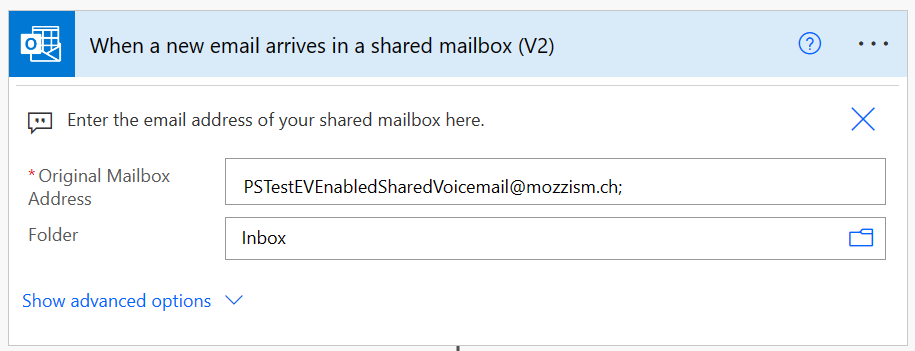 When a new email arrives in a shared mailbox (V2)
Enter the email address of your shared mailbox here.
*Original Mailbox Address
PSTestEVEnabledSharedVoicemail@mozzism.ch;
Folder
Inbox
Show advanced options